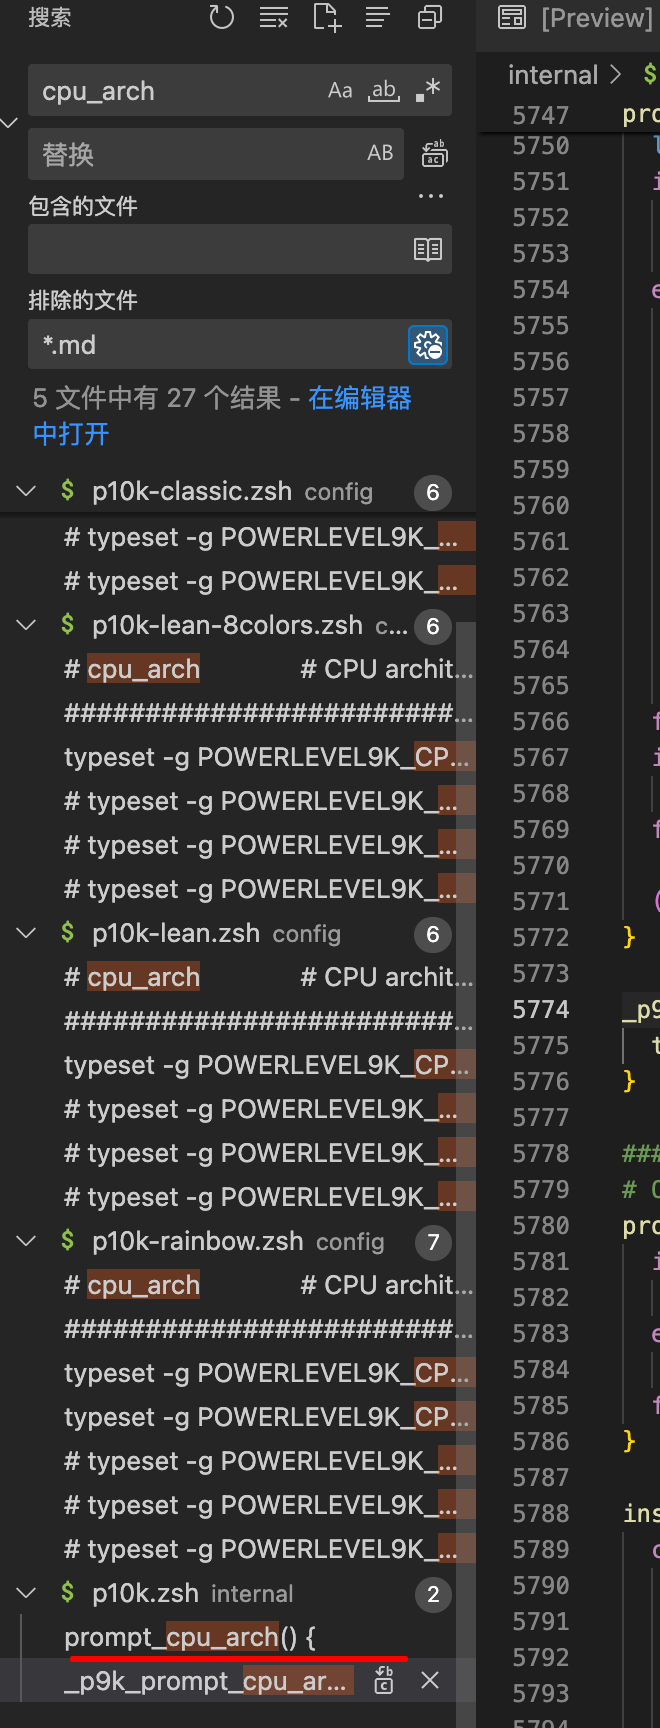 搜索
[Preview]
cpu_arch Aa ab .*
internal > $
替换 AB
包含的文件
排除的文件
*.md
5 文件中有 27 个结果 - 在编辑器
中打开
$ p10k-classic.zsh config 6
# typeset -g POWERLEVEL9K_...
# typeset -g POWERLEVEL9K_...
$ p10k-lean-8colors.zsh c... 6
# cpu_arch # CPU archit...
########################...
typeset -g POWERLEVEL9K_CP...
# typeset -g POWERLEVEL9K_...
# typeset -g POWERLEVEL9K_...
# typeset -g POWERLEVEL9K_...
$ p10k-lean.zsh config 6
# cpu_arch # CPU archit...
########################...
typeset -g POWERLEVEL9K_CP...
# typeset -g POWERLEVEL9K_...
# typeset -g POWERLEVEL9K_...
# typeset -g POWERLEVEL9K_...
$ p10k-rainbow.zsh config 7
# cpu_arch # CPU archit...
########################...
typeset -g POWERLEVEL9K_CP...
typeset -g POWERLEVEL9K_CP...
# typeset -g POWERLEVEL9K_...
# typeset -g POWERLEVEL9K_...
# typeset -g POWERLEVEL9K_...
$ p10k.zsh internal 2
prompt_cpu_arch() {
_p9k_prompt_cpu_ar...
5747 pro
5750
5751 i
5752
5753
5754 e
5755
5756
5757
5758
5759
5760
5761
5762
5763
5764
5765
5766 f
5767 i
5768
5769 f
5770
5771 (
5772 }
5773
5774 _p9
5775 t
5776 }
5777
5778 ###
5779 #
5780 pro
5781 i
5782
5783 e
5784
5785 f
5786 }
5787
5788 ins
5789 c
5790
5791
5792
5793
5794